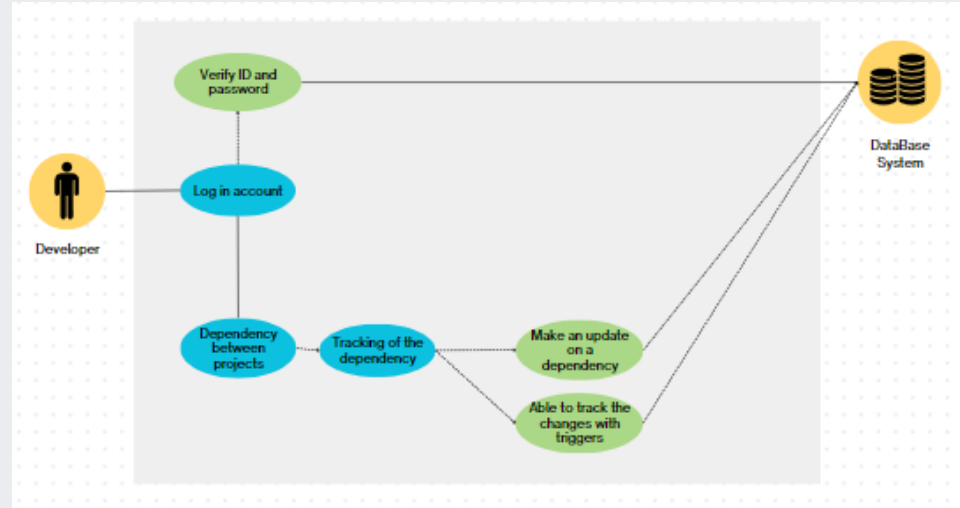 Verify ID and
password
DataBase
System
Log in account
Developer
Dependency
between
projects
Tracking of the
dependency
Make an update
on a
dependency
Able to track the
changes with
triggers